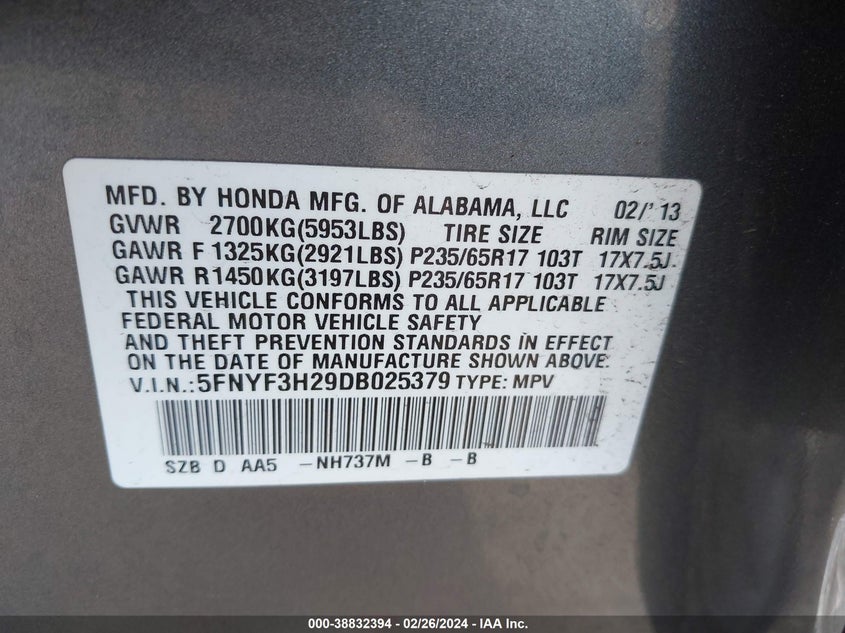 MFD. BY HONDA MFG. OF ALABAMA, LLC 02/'13
GVWR 2700KG(5953LBS) TIRE SIZE RIM SIZE
GAWR F 1325KG(2921LBS) P235/65R17 103T 17X7.5J
GAWR R1450KG(3197LBS) P235/65R17 103T 17X7.5J
THIS VEHICLE CONFORMS TO ALL APPLICABLE
FEDERAL MOTOR VEHICLE SAFETY
AND THEFT PREVENTION STANDARDS IN EFFECT
ON THE DATE OF MANUFACTURE SHOWN ABOVE.
V.I.N.:5FNYF3H29DB025379 TYPE: MPV
SZB D AA5 -NH737M -B -B
000-38832394 - 02/26/2024 - IAA Inc.